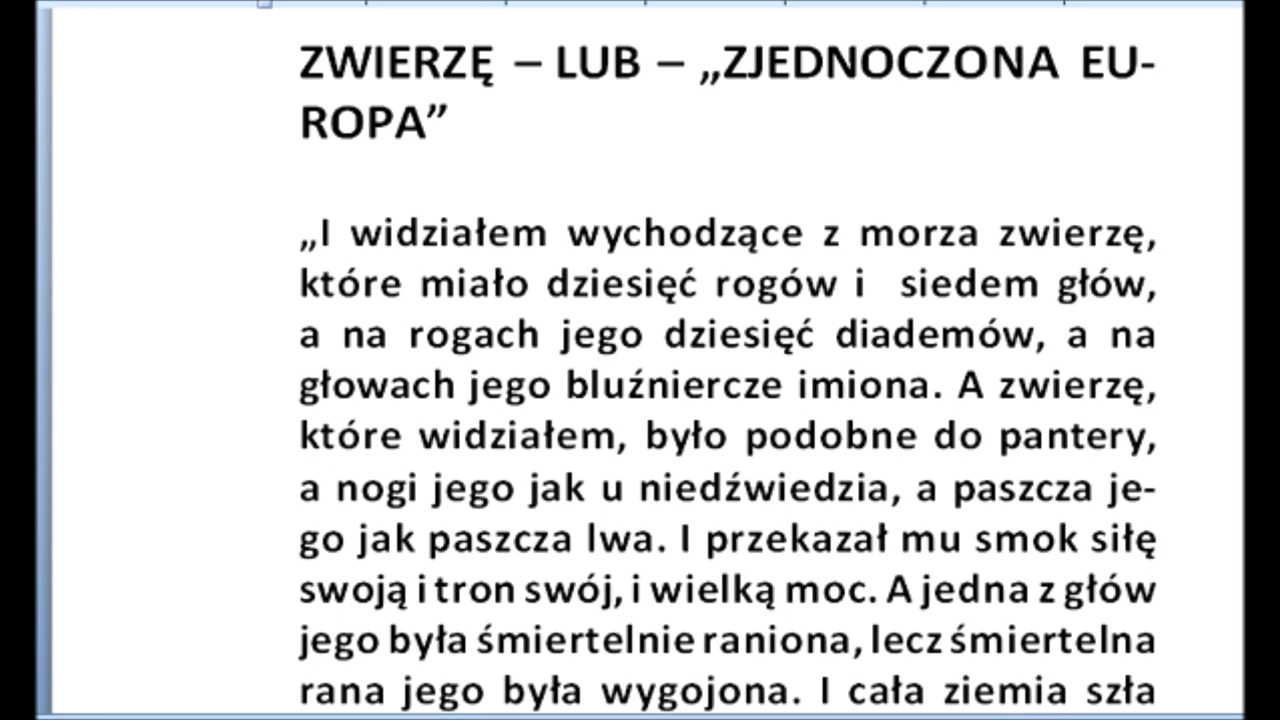 ZWIERZĘ – LUB – „ZJEDNOCZONA EU-
ROPA”
„I widziałem wychodzące z morza zwierzę,
które miało dziesięć rogów i siedem głów,
a na rogach jego dziesięć diademów, a na
głowach jego bluźniercze imiona. A zwierzę,
które widziałem, było podobne do pantery,
a nogi jego jak u niedźwiedzia, a paszcza je-
go jak paszcza lwa. I przekazał mu smok siłę
swoją i tron swój, i wielką moc. A jedna z głów
jego była śmiertelnie raniona, lecz śmiertelna
rana jego była wygojona. I cała ziemia szła